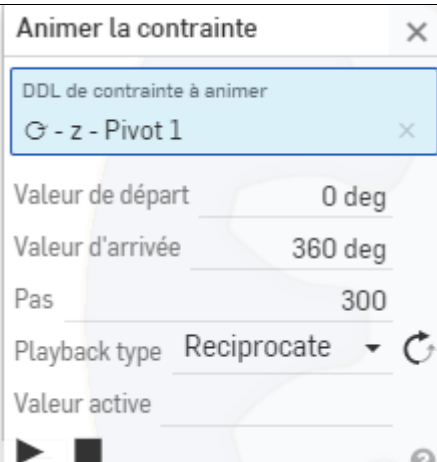 Animer la contrainte
DDL de contrainte à animer
- z - Pivot 1
Valeur de départ 0 deg
Valeur d'arrivée 360 deg
Pas 300
Playback type Reciprocate
Valeur active